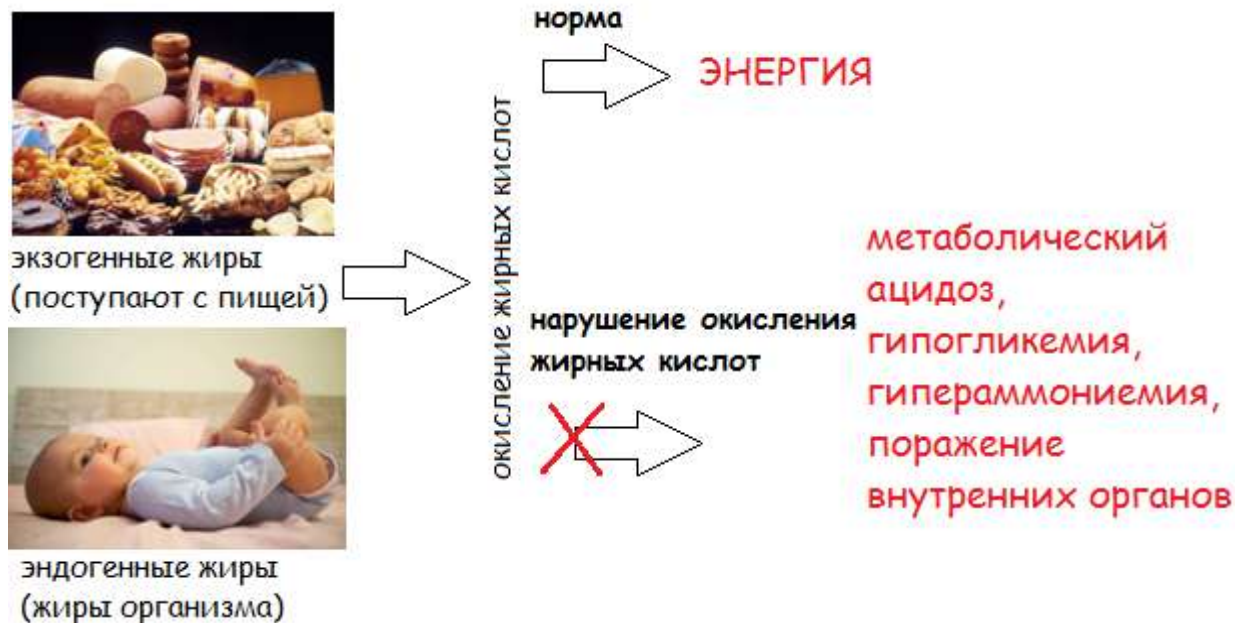 экзогенные жиры
(поступают с пищей)
эндогенные жиры
(жиры организма)
окисление жирных кислот
норма
ЭНЕРГИЯ
нарушение окисления
жирных кислот
метаболический
ацидоз,
гипогликемия,
гипераммониемия,
поражение
внутренних органов